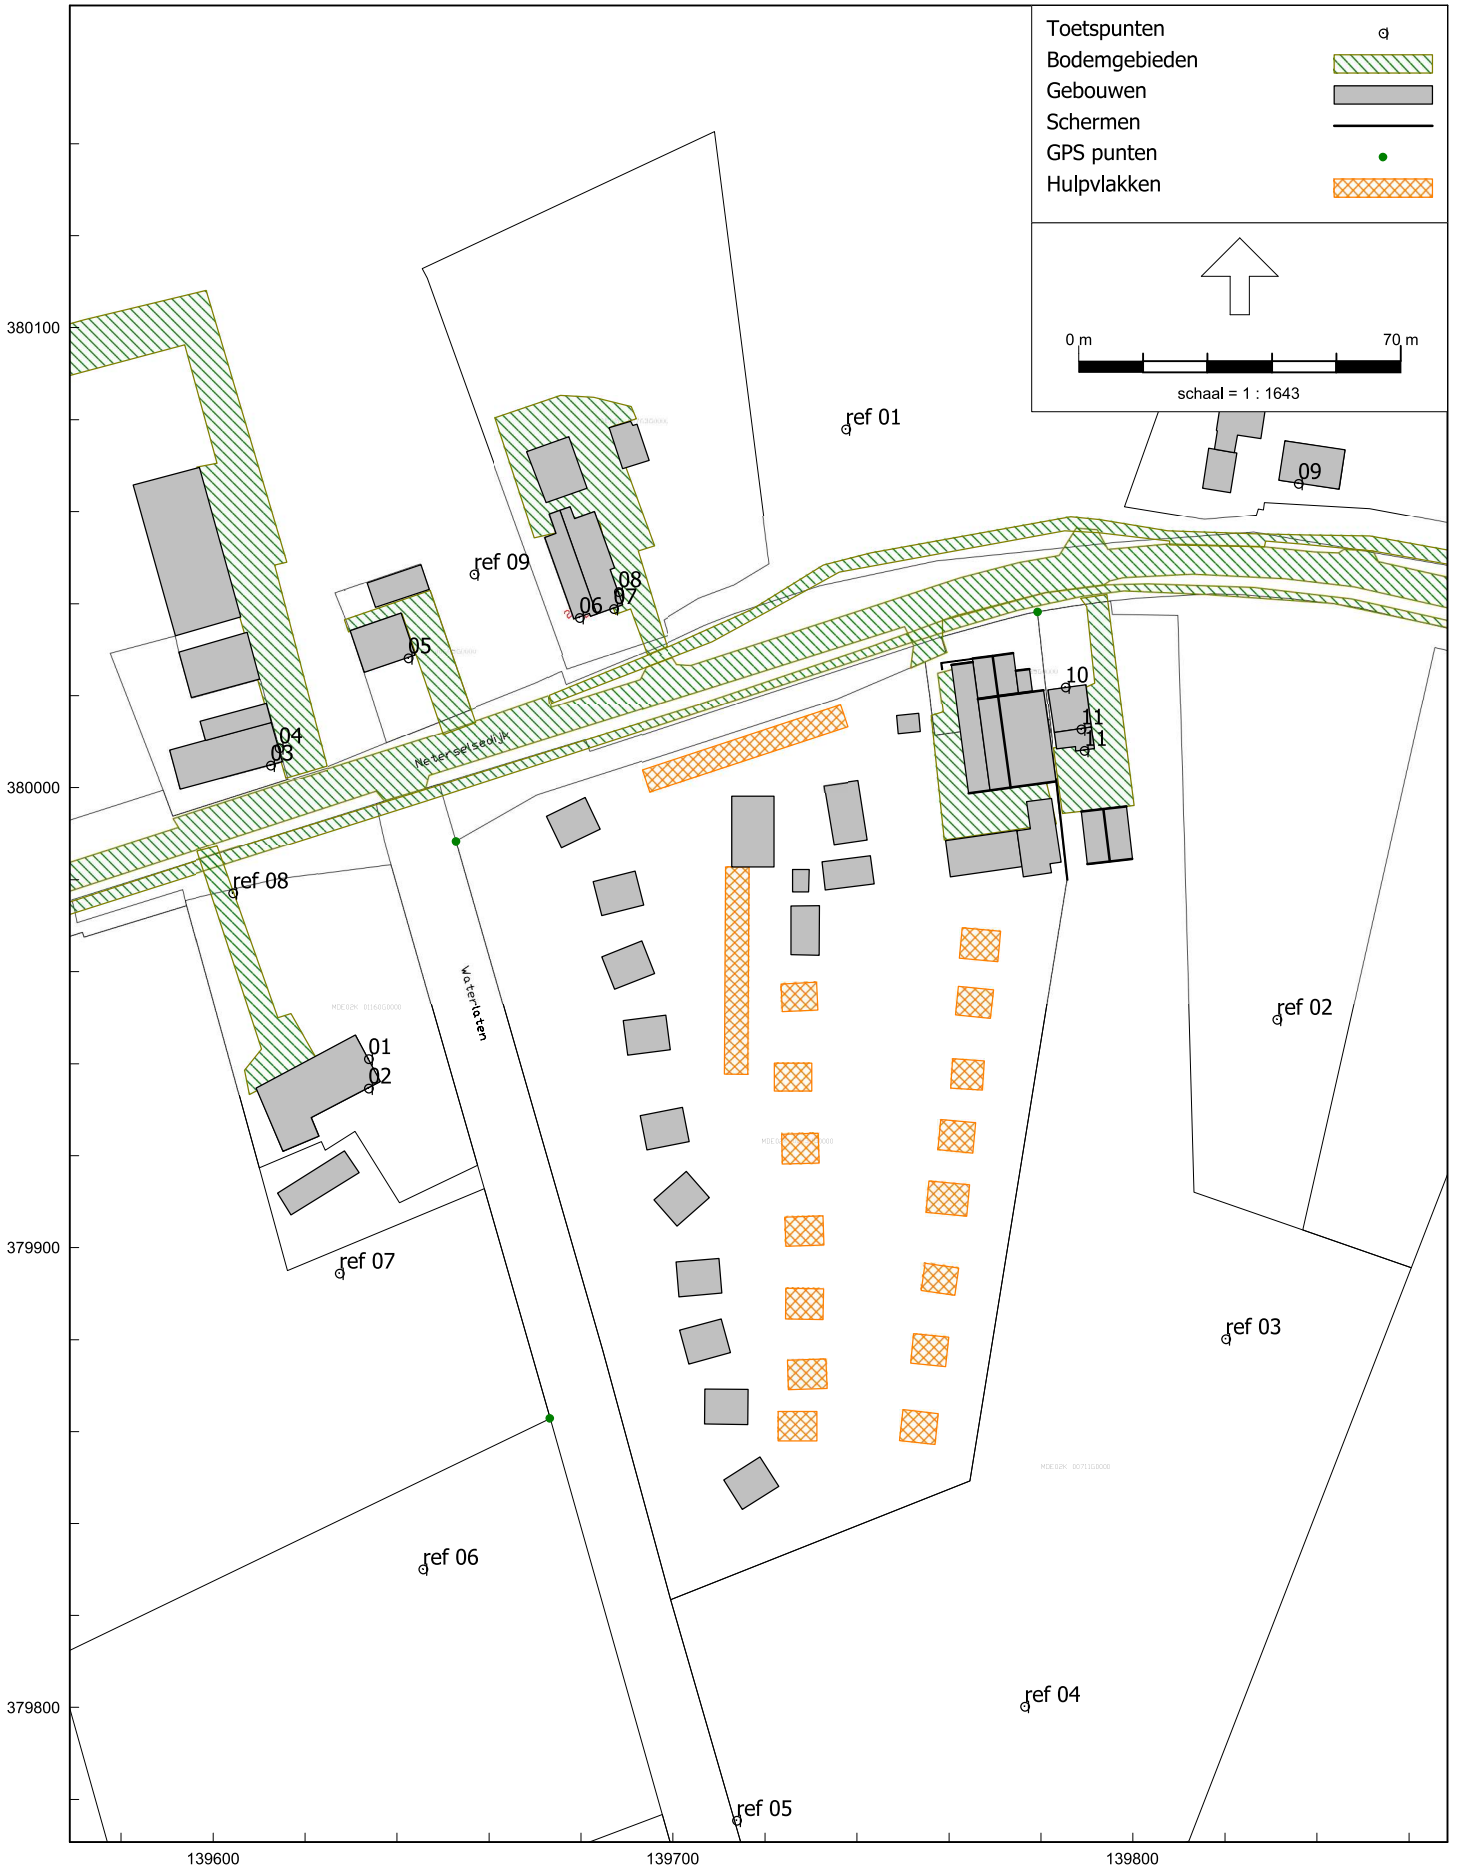 Toetspunten
Bodemgebieden
Gebouwen
Schermen
GPS punten
Hulpvlakken
0 m 70 m
schaal = 1 : 1643
380100
ref 01
09
ref 09
08
07
06
05
10
11
11
04
03
Neterselsedijk
380000
ref 08
Waterlaten
ref 02
01
02
379900
ref 07
ref 03
ref 06
ref 04
379800
ref 05
139600 139700 139800